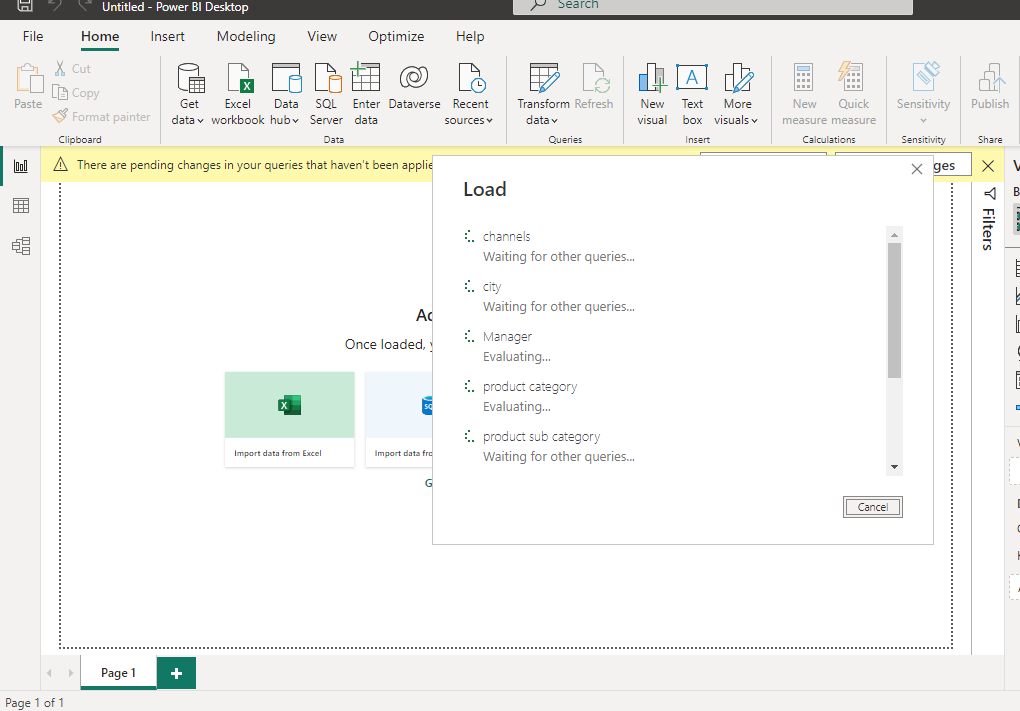 Untitled - Power BI Desktop
Search
File Home Insert Modeling View Optimize Help
Paste
Cut
Copy
Format painter
Clipboard
Get data
Excel workbook
Data hub
SQL Server
Enter data
Dataverse
Recent sources
Data
Transform data
Refresh
Queries
New visual
Text box
More visuals
Insert
New measure
Quick measure
Calculations
Sensitivity
Sensitivity
Publish
Share
There are pending changes in your queries that haven't been applie
ges
Load
channels
Waiting for other queries...
city
Waiting for other queries...
Manager
Evaluating...
product category
Evaluating...
product sub category
Waiting for other queries...
Cancel
Once loaded,
Import data from Excel
Import data fro
Filters
Page 1
Page 1 of 1